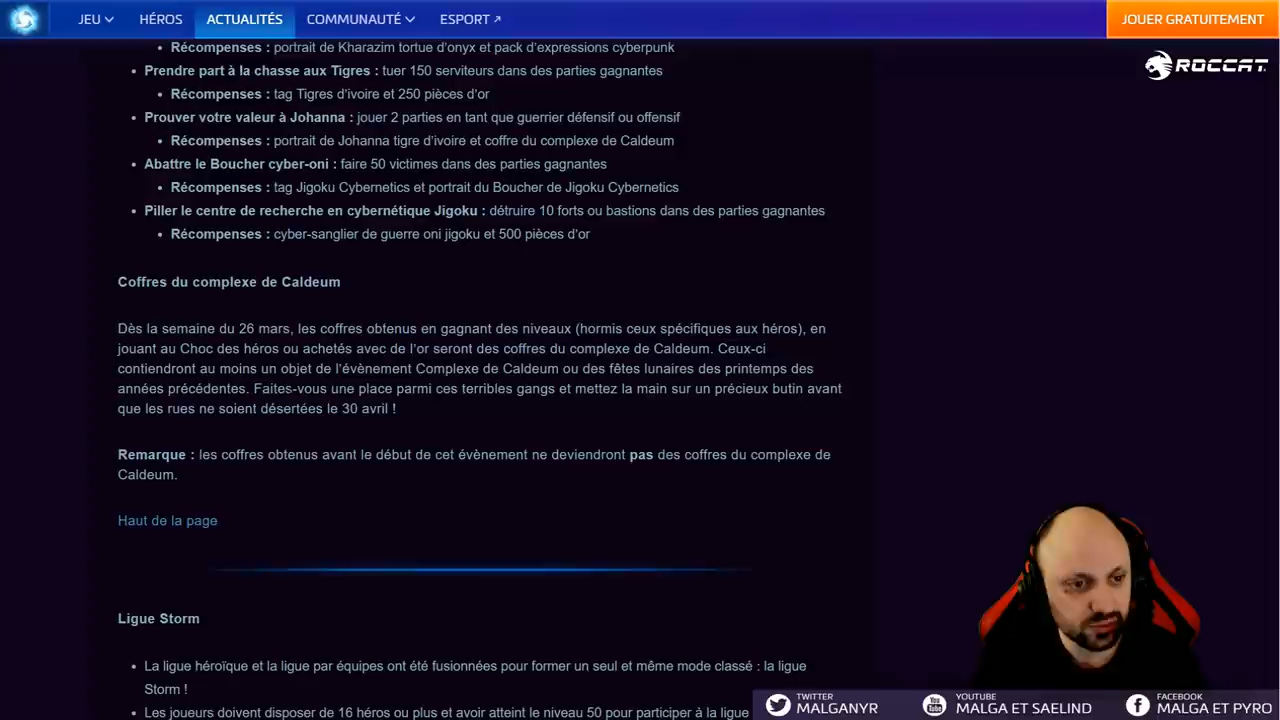 JEU HÉROS ACTUALITÉS COMMUNAUTÉ ESPORT JOUER GRATUITEMENT
Récompenses : portrait de Kharazim tortue d'onyx et pack d'expressions cyberpunk
ROCCAT
Prendre part à la chasse aux Tigres : tuer 150 serviteurs dans des parties gagnantes
Récompenses : tag Tigres d'ivoire et 250 pièces d'or
Prouver votre valeur à Johanna : jouer 2 parties en tant que guerrier défensif ou offensif
Récompenses : portrait de Johanna tigre d'ivoire et coffre du complexe de Caldeum
Abattre le Boucher cyber-oni : faire 50 victimes dans des parties gagnantes
Récompenses : tag Jigoku Cybernetics et portrait du Boucher de Jigoku Cybernetics
Piller le centre de recherche en cybernétique Jigoku : détruire 10 forts ou bastions dans des parties gagnantes
Récompenses : cyber-sanglier de guerre oni jigoku et 500 pièces d'or
Coffres du complexe de Caldeum
Dès la semaine du 26 mars, les coffres obtenus en gagnant des niveaux (hormis ceux spécifiques aux héros), en
jouant au Choc des héros ou achetés avec de l'or seront des coffres du complexe de Caldeum. Ceux-ci
contiendront au moins un objet de l'évènement Complexe de Caldeum ou des fêtes lunaires des printemps des
années précédentes. Faites-vous une place parmi ces terribles gangs et mettez la main sur un précieux butin avant
que les rues ne soient désertées le 30 avril !
Remarque : les coffres obtenus avant le début de cet évènement ne deviendront pas des coffres du complexe de
Caldeum.
Haut de la page
Ligue Storm
La ligue héroïque et la ligue par équipes ont été fusionnées pour former un seul et même mode classé : la ligue
Storm !
Les joueurs doivent disposer de 16 héros ou plus et avoir atteint le niveau 50 pour participer à la ligue
TWITTER
MALGANYR
YOUTUBE
MALGA ET SAELIND
FACEBOOK
MALGA ET PYRO